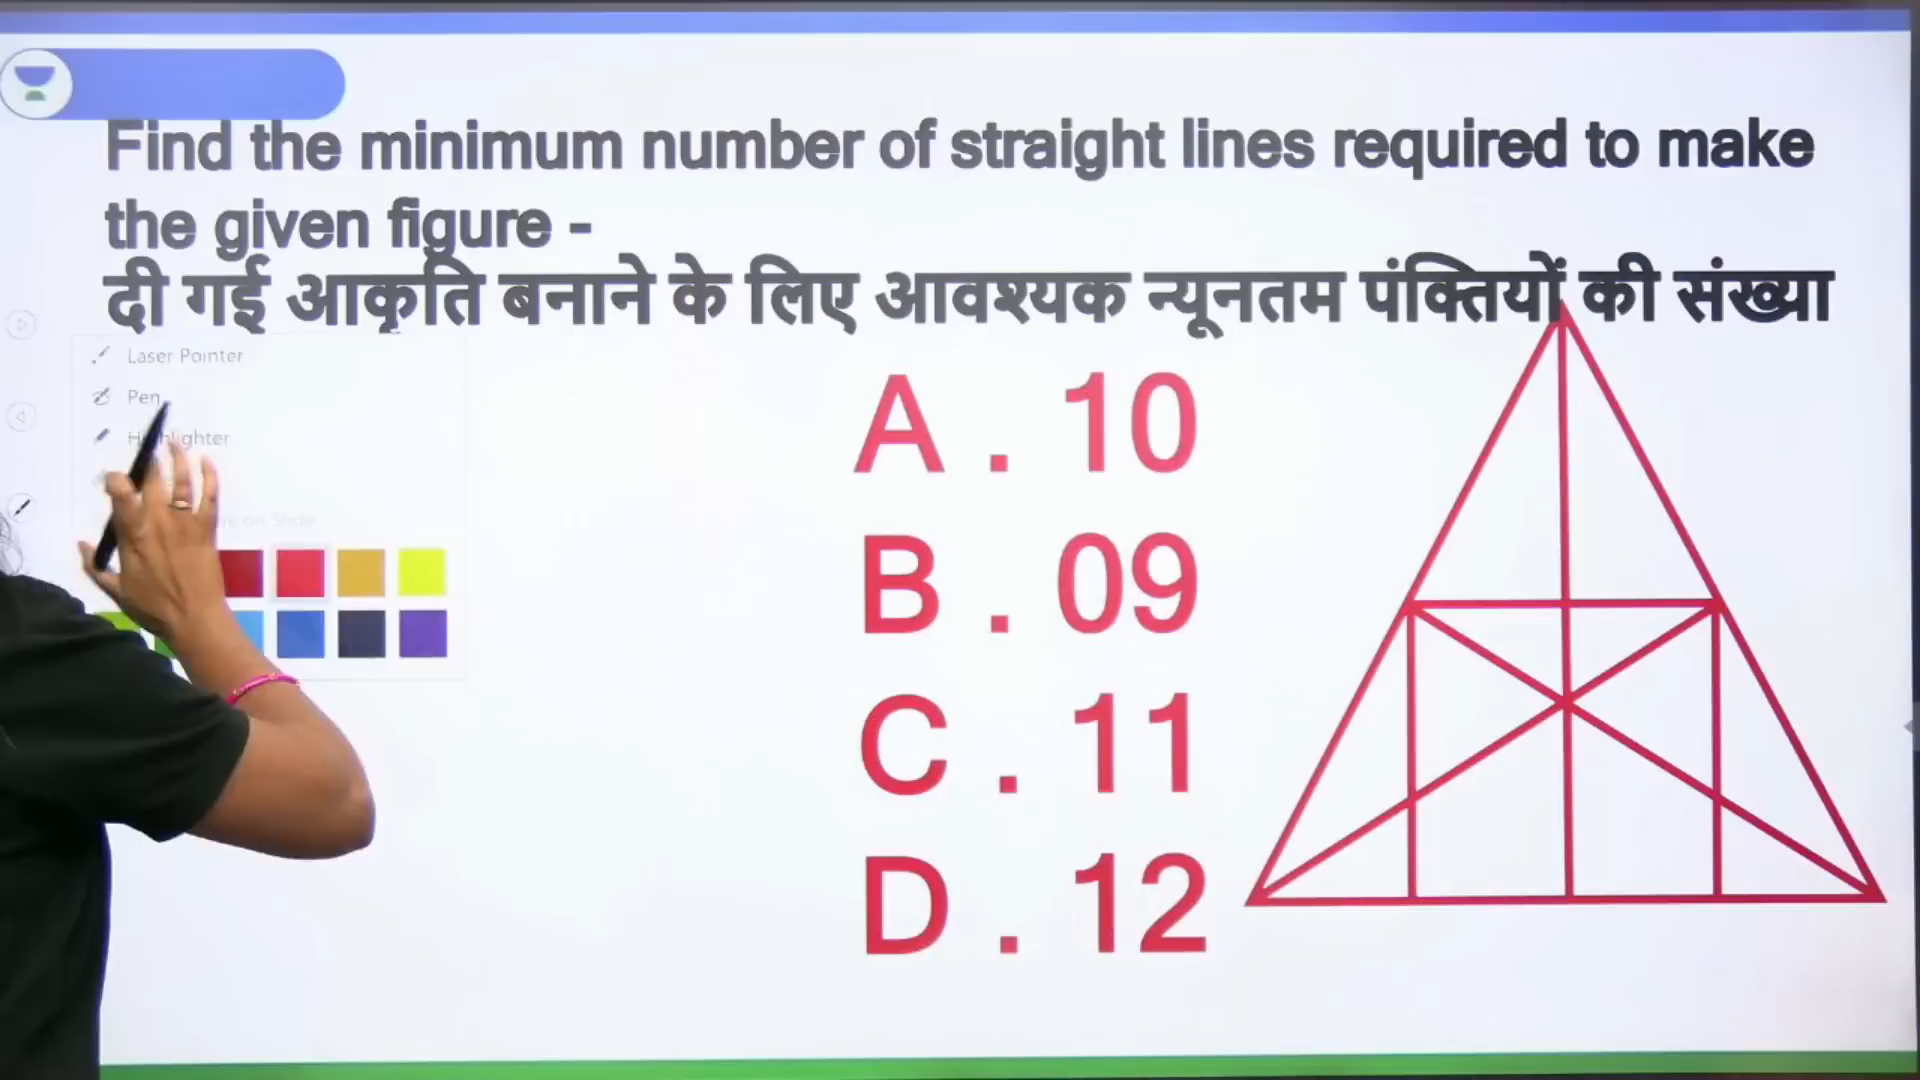 Find the minimum number of straight lines required to make
the given figure -
दी गई आकृति बनाने के लिए आवश्यक न्यूनतम पंक्तियों की संख्या
Laser Pointer
Pen
A . 10
B . 09
C . 11
D . 12